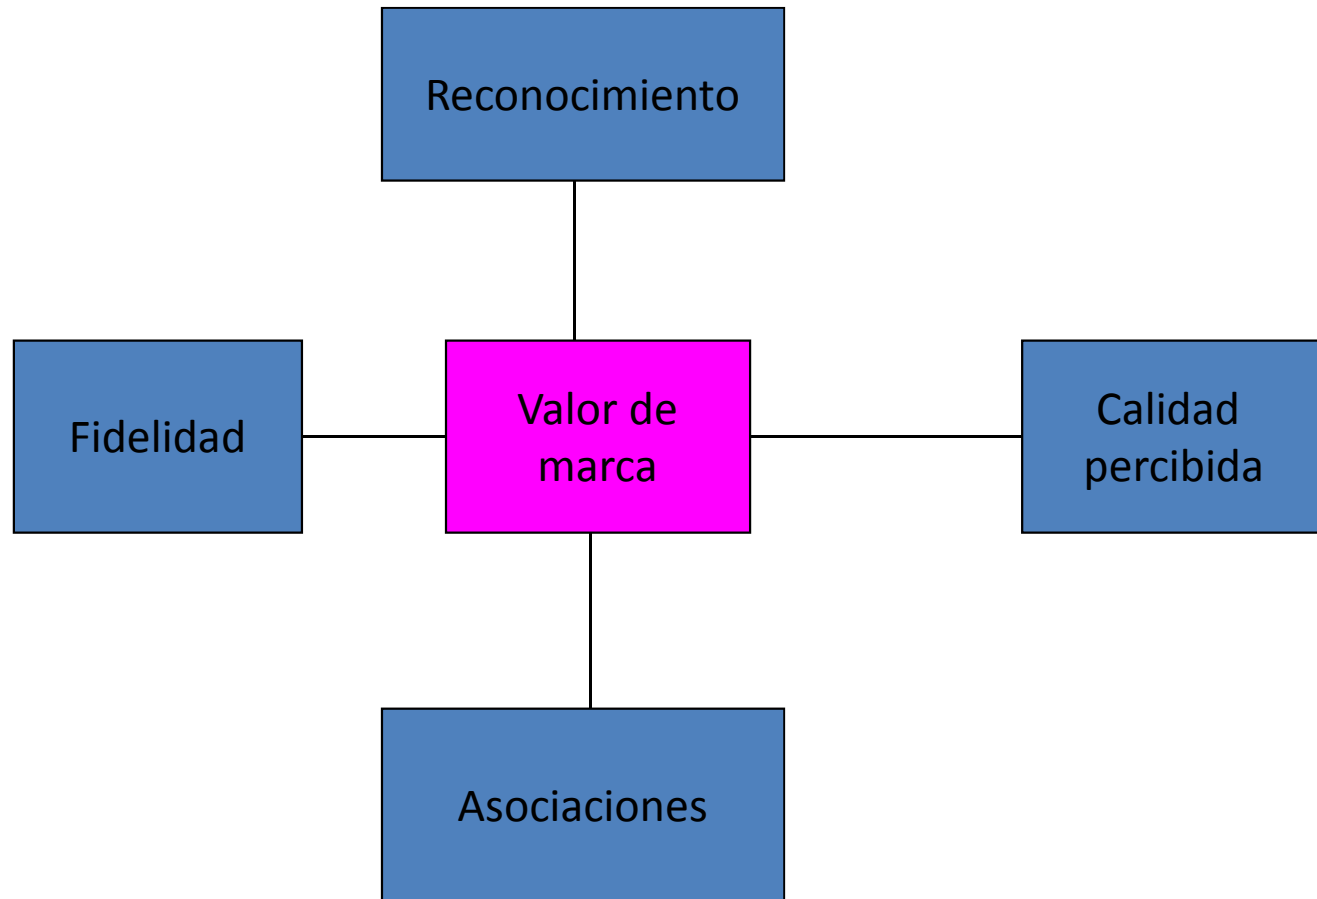 Reconocimiento
Fidelidad
Valor de
marca
Calidad
percibida
Asociaciones